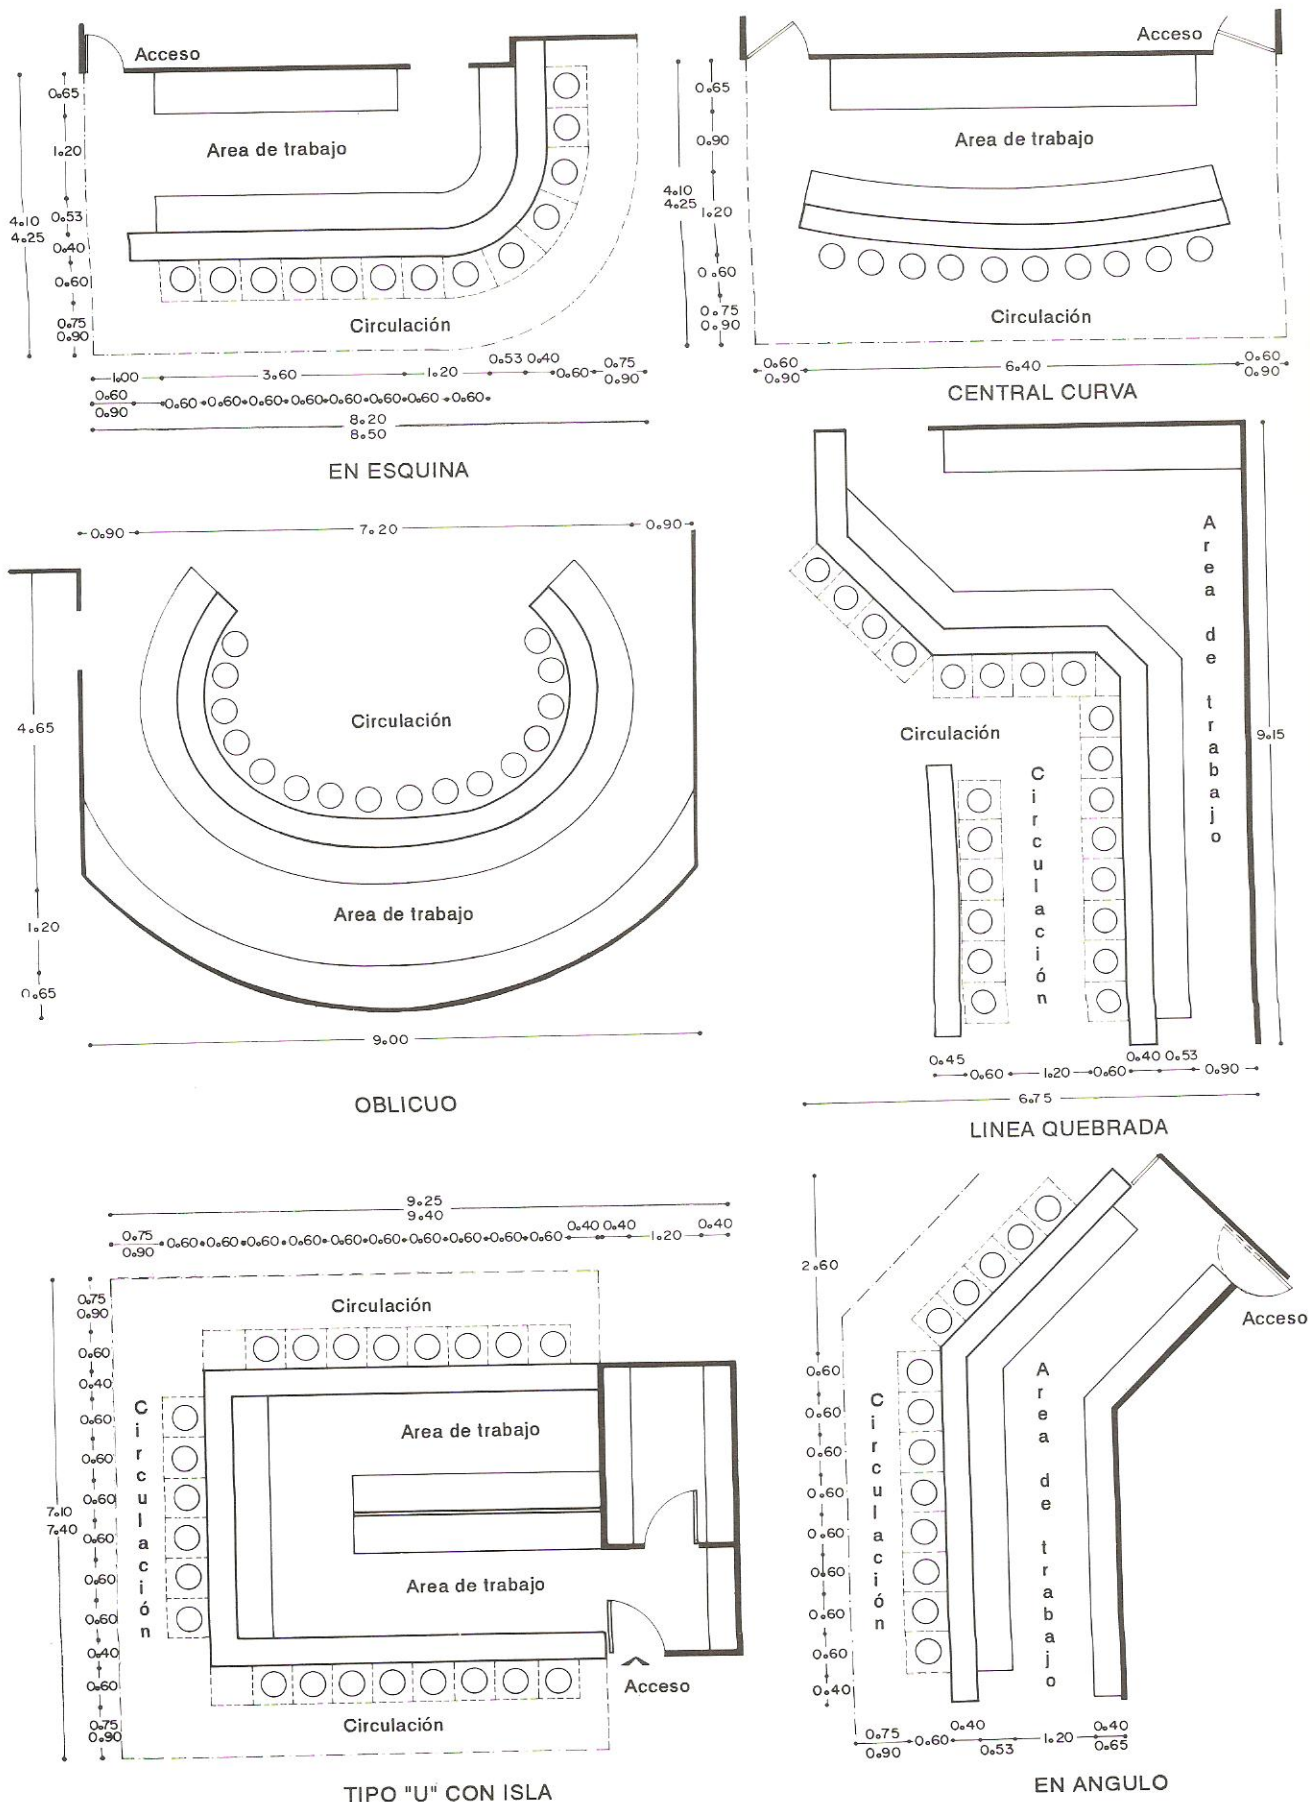 Acceso
0.65
Area de trabajo
1.20
0.53
4.10
4.25
0.40
0.60
0.75
0.90
Circulación
0.53 0.40
0.75
1.00 3.60 1.20 0.60
0.90
0.60
0.90
0.60 0.60 0.60 0.60 0.60 0.60 0.60 0.60
8.20
8.50
EN ESQUINA
Acceso
0.65
0.90
Area de trabajo
4.10
4.25
1.20
0.60
0.75
0.90
Circulación
0.60
0.90
6.40
0.60
0.90
CENTRAL CURVA
0.90 7.20 0.90
4.65
Circulación
Area de trabajo
1.20
0.65
9.00
OBLICUO
Area de trabajo
Circulación
9.15
Circulación
0.45 0.40 0.53
0.60 1.20 0.60 0.90
6.75
LINEA QUEBRADA
9.25
9.40
0.40 0.40 0.40
0.75
0.90
0.60 0.60 0.60 0.60 0.60 0.60 0.60 0.60 0.60 0.60 1.20
0.75
0.90
Circulación
0.60
0.40
0.60
Circulación
Area de trabajo
0.60
0.60
7.10
7.40
0.60
0.60
Area de trabajo
0.60
0.40
0.60
Acceso
0.75
0.90
Circulación
TIPO "U" CON ISLA
2.60
Acceso
0.60
0.60
Circulación
Area de trabajo
0.60
0.60
0.60
0.60
0.60
0.60
0.40
0.75
0.90
0.60
0.40
0.53
1.20
0.40
0.65
EN ANGULO